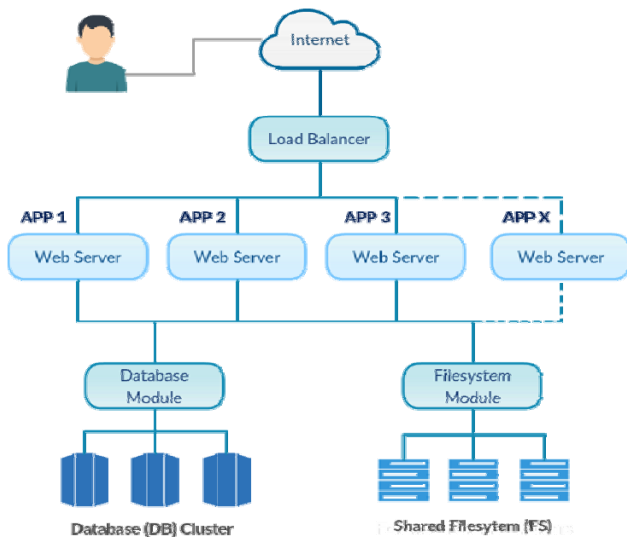 Internet
Load Balancer
APP 1
APP 2
APP 3
APP X
Web Server
Web Server
Web Server
Web Server
Database
Module
Filesystem
Module
Database (DB) Cluster
Shared Filesytem (FS)